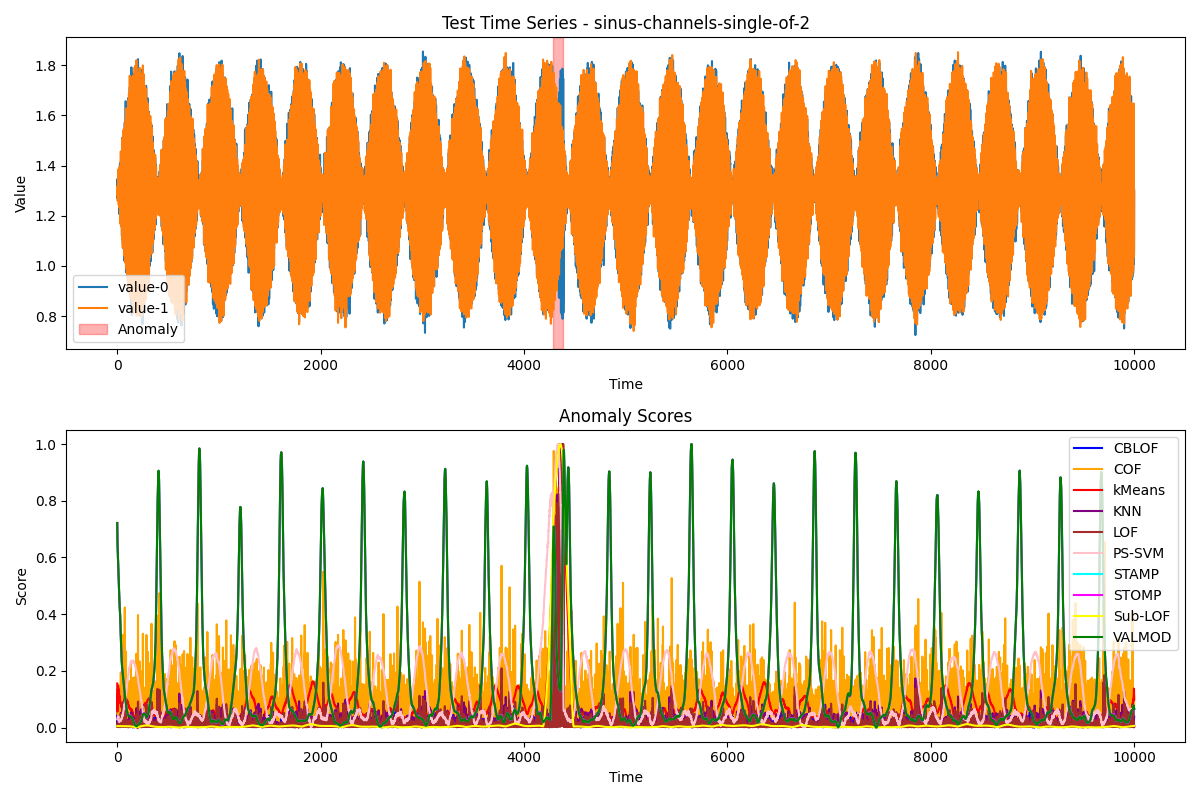 Test Time Series - sinus-channels-single-of-2
Value
1.8
1.6
1.4
1.2
1.0
0.8
value-0
value-1
Anomaly
0 2000 4000 6000 8000 10000
Time
Anomaly Scores
Score
1.0
0.8
0.6
0.4
0.2
0.0
CBLOF
COF
kMeans
KNN
LOF
PS-SVM
STAMP
STOMP
Sub-LOF
VALMOD
0 2000 4000 6000 8000 10000
Time